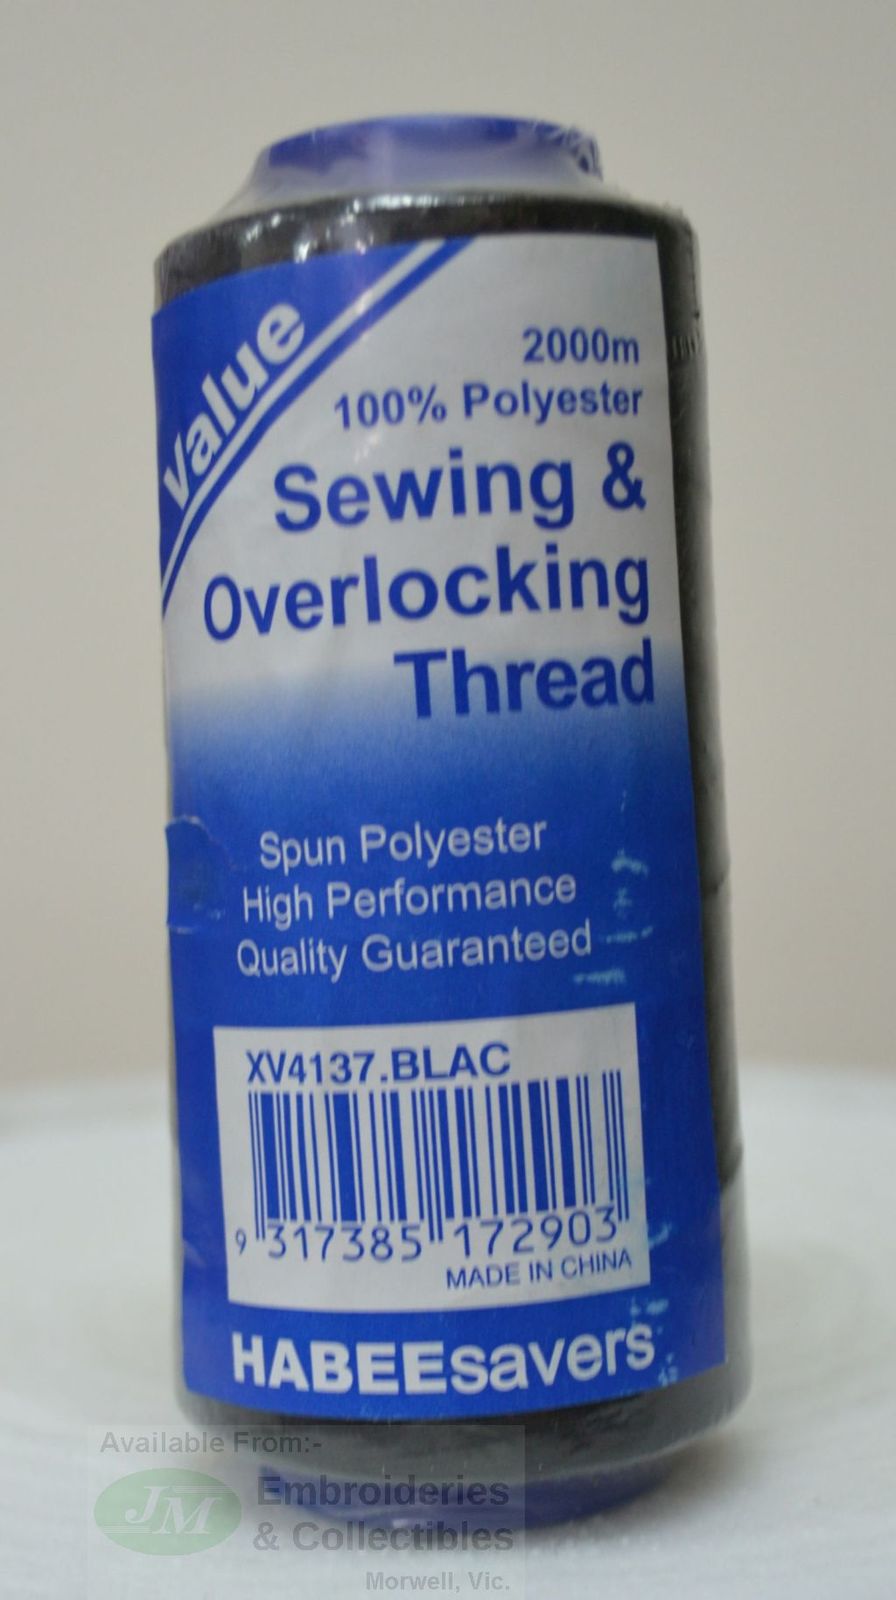 Value
2000m
100% Polyester
Sewing &
Overlocking
Thread
Spun Polyester
High Performance
Quality Guaranteed
XV4137.BLAC
9 317385 172903
MADE IN CHINA
HABEEsavers
Available From:-
JM
Embroideries
& Collectibles
Morwell, Vic.